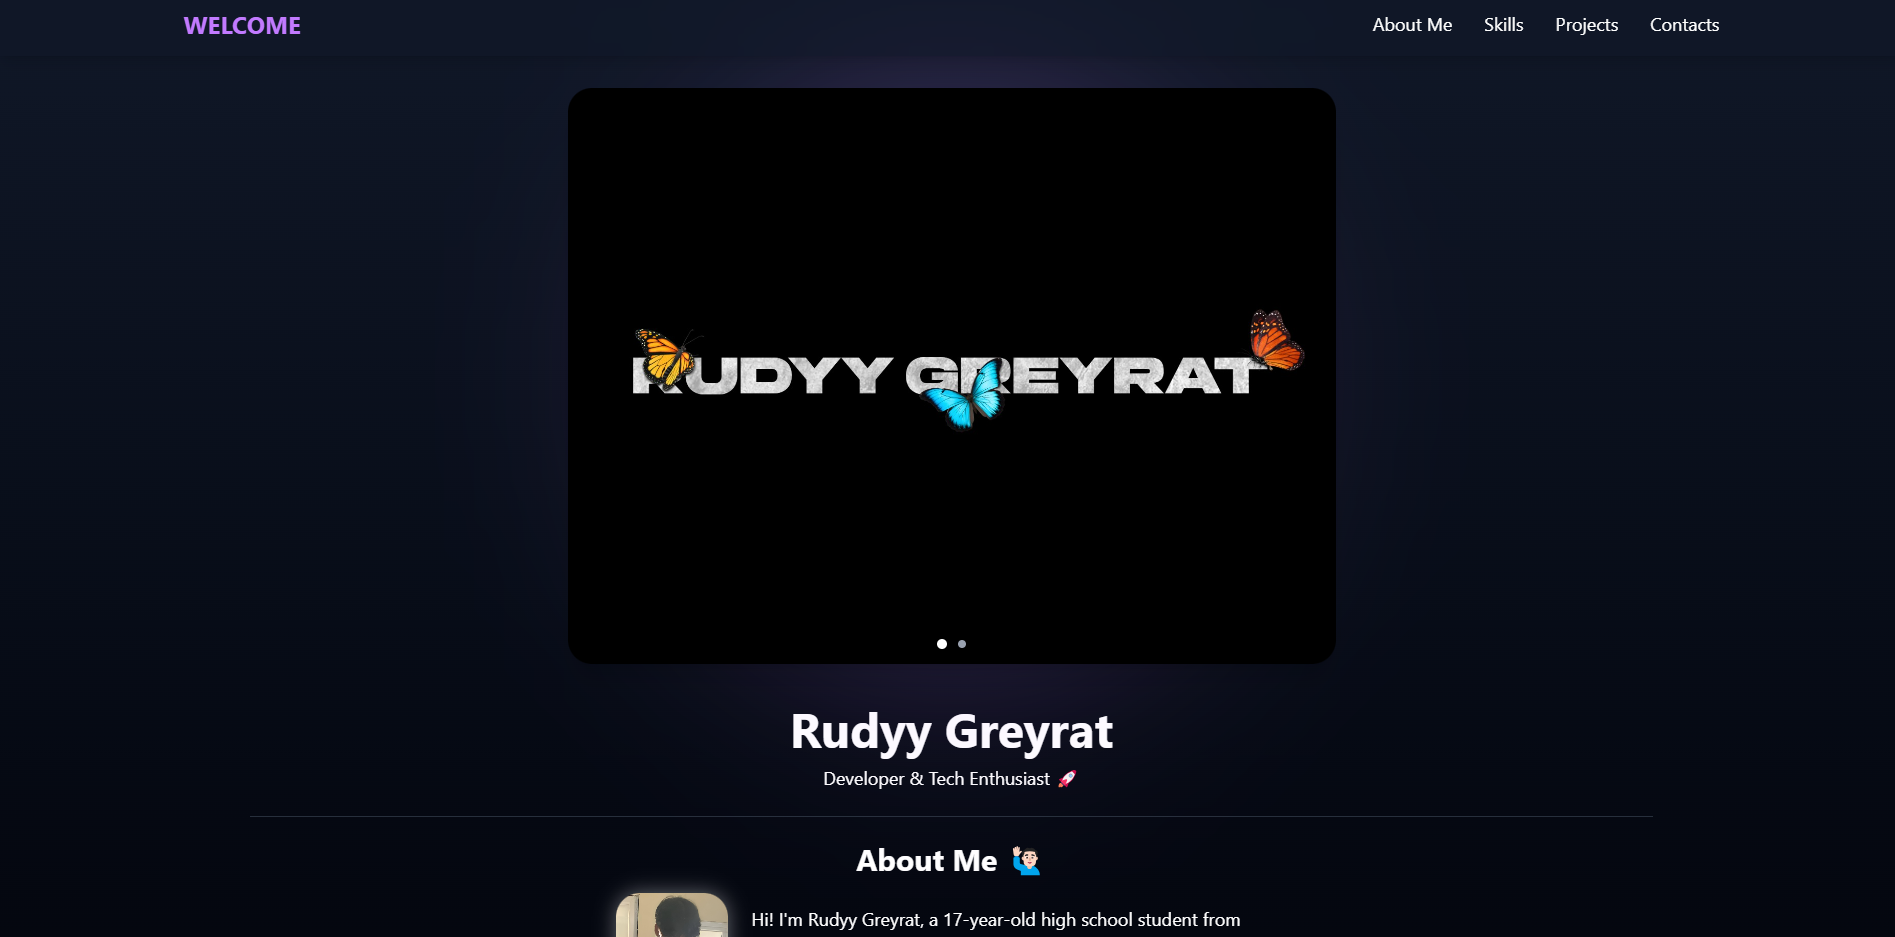 WELCOME
About Me Skills Projects Contacts
RUDYY GREYRAT
Rudyy Greyrat
Developer & Tech Enthusiast 🚀
About Me 🙋🏻‍♂️
Hi! I'm Rudyy Greyrat, a 17-year-old high school student from